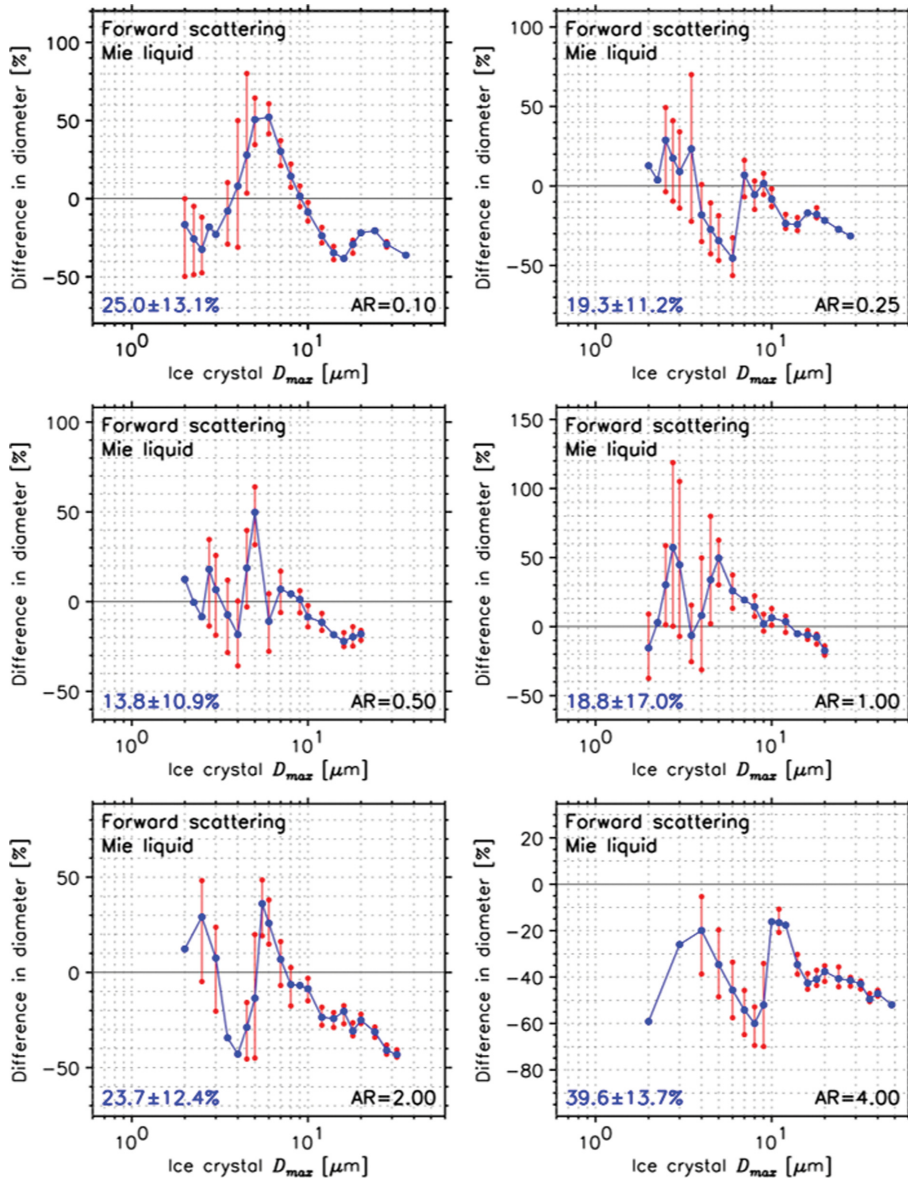 Forward scattering
Mie liquid
Difference in diameter [%]
100
50
0
−50
25.0±13.1%
AR=0.10
10⁰
10¹
Ice crystal Dmax [μm]
Forward scattering
Mie liquid
Difference in diameter [%]
100
50
0
−50
19.3±11.2%
AR=0.25
10⁰
10¹
Ice crystal Dmax [μm]
Forward scattering
Mie liquid
Difference in diameter [%]
100
50
0
−50
13.8±10.9%
AR=0.50
10⁰
10¹
Ice crystal Dmax [μm]
Forward scattering
Mie liquid
Difference in diameter [%]
150
100
50
0
−50
18.8±17.0%
AR=1.00
10⁰
10¹
Ice crystal Dmax [μm]
Forward scattering
Mie liquid
Difference in diameter [%]
50
0
−50
23.7±12.4%
AR=2.00
10⁰
10¹
Ice crystal Dmax [μm]
Forward scattering
Mie liquid
Difference in diameter [%]
20
0
−20
−40
−60
−80
39.6±13.7%
AR=4.00
10⁰
10¹
Ice crystal Dmax [μm]